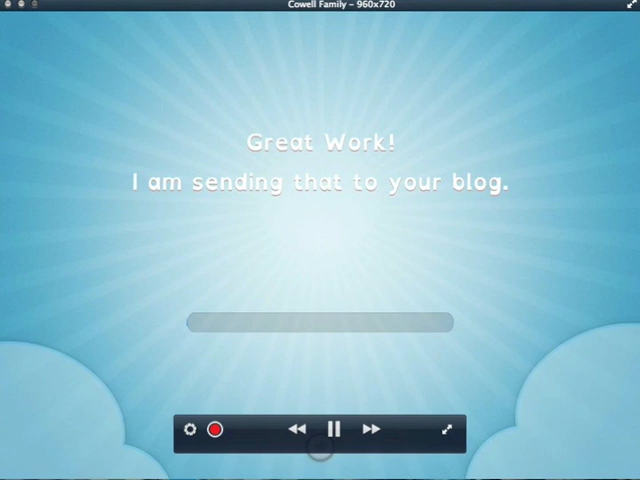 Cowell Family – 960x720
Great Work!
I am sending that to your blog.